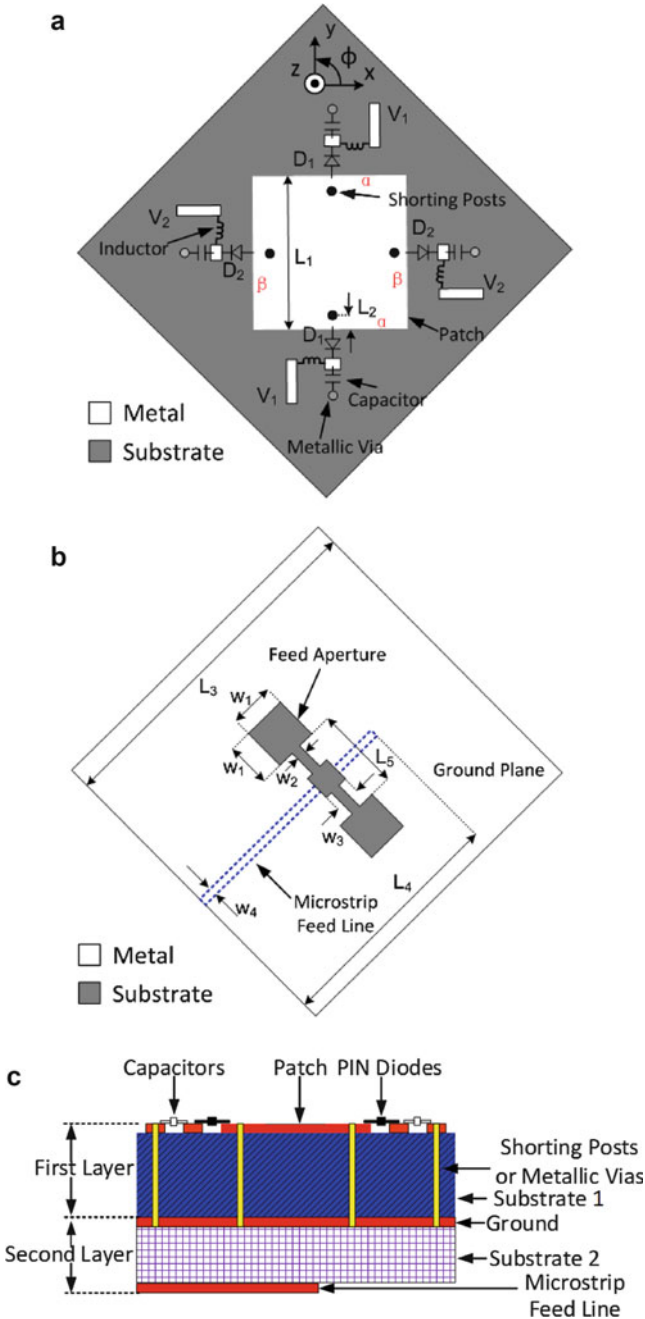 a
y
ϕ
z
x
V1
D1
α
Shorting Posts
V2
Inductor
D2
L1
D2
β
β
V2
L2
α
D1
Patch
V1
Capacitor
Metallic Via
Metal
Substrate
b
Feed Aperture
L3
w1
w1
w2
L5
Ground Plane
w3
L4
w4
Microstrip
Feed Line
Metal
Substrate
c
Capacitors
Patch
PIN Diodes
First Layer
Shorting Posts
or Metallic Vias
Substrate 1
Ground
Second Layer
Substrate 2
Microstrip
Feed Line